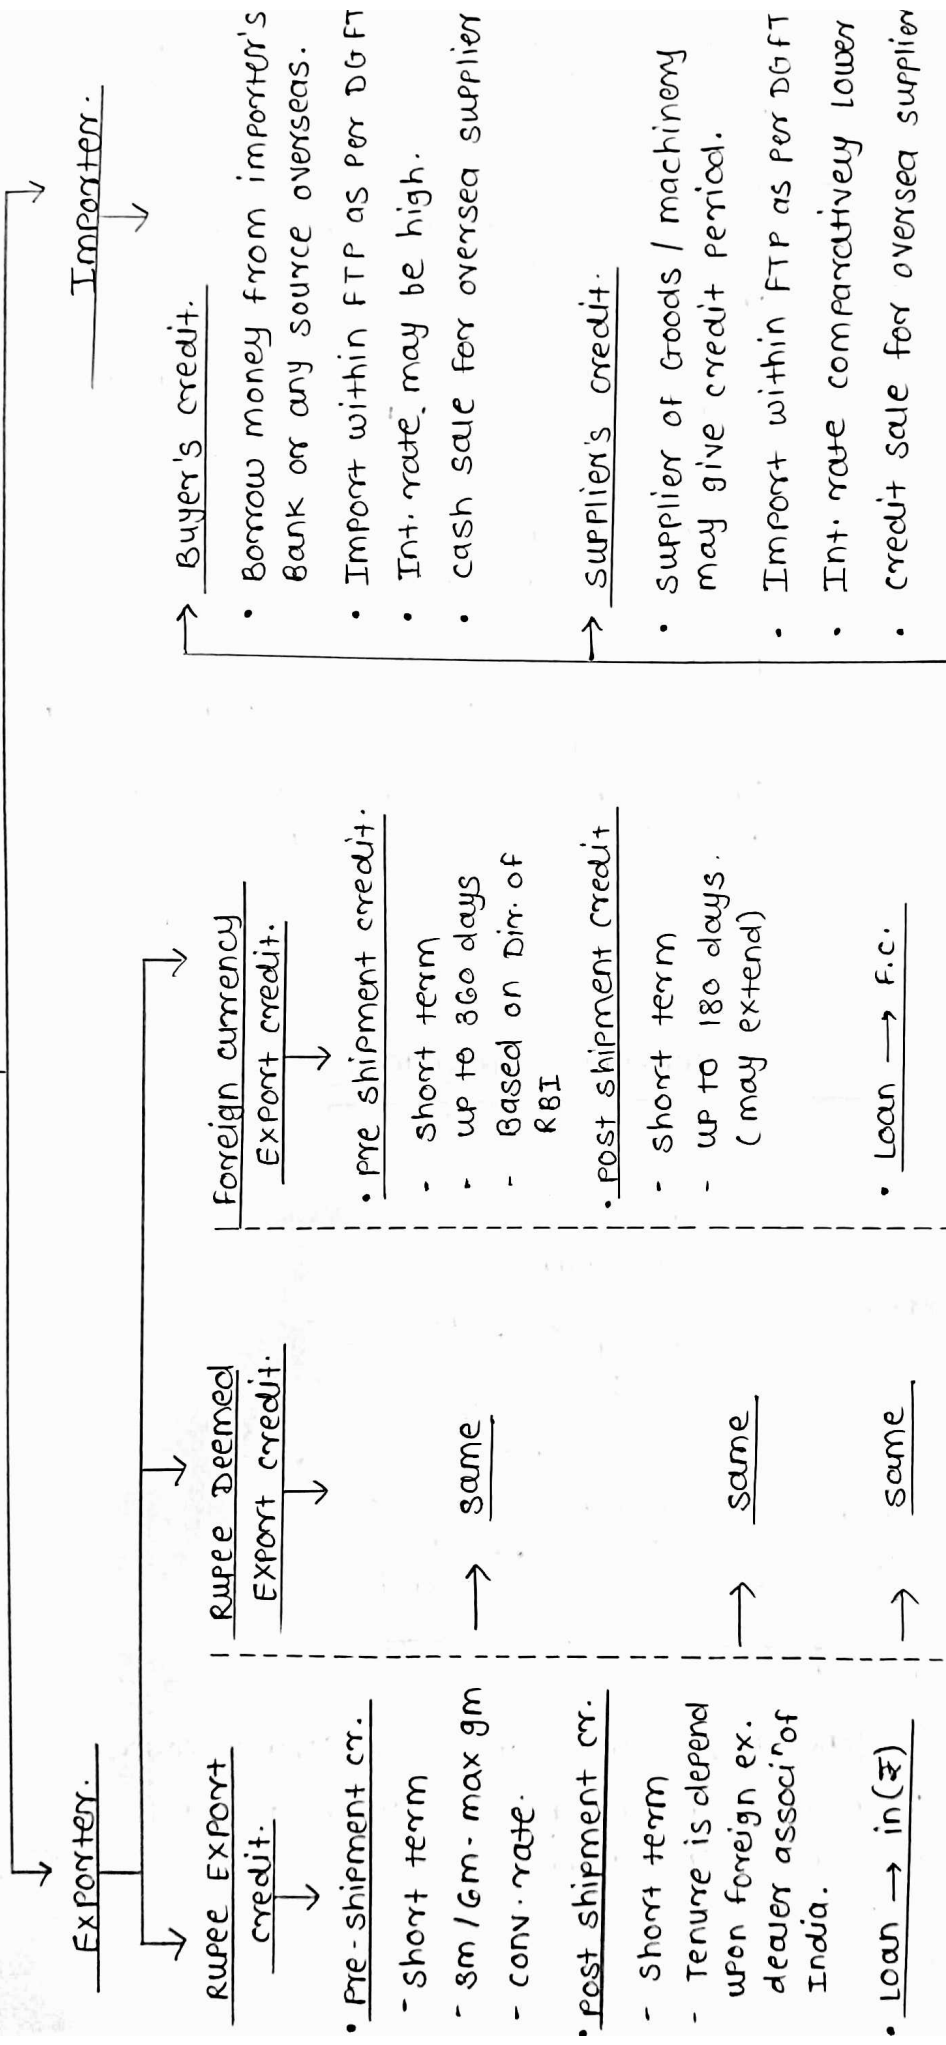 Exporter.
Rupee Export
credit.
• Pre-shipment cr.
- short term
- 3m / 6m - max 9m
- conv. rate.
• Post shipment cr.
- short term
- Tenure is depend
upon foreign ex.
dealer associⁿ of
India.
• Loan → in (₹)
Rupee Deemed
Export credit.
→ same
→ same
→ same
Foreign currency
Export credit.
• pre shipment credit.
- short term
- up to 360 days
- Based on Dir. of
RBI
• Post shipment credit
- short term
- up to 180 days.
(may extend)
• Loan → F.C.
Importer.
→ Buyer's credit.
• Borrow money from importer's
Bank or any source overseas.
• Import within FTP as per DGFT
• Int. rate may be high.
• cash sale for oversea supplier
→ supplier's credit.
• supplier of Goods / machinery
may give credit period.
• Import within FTP as per DGFT
• Int. rate comparatively lower
• credit sale for oversea supplier